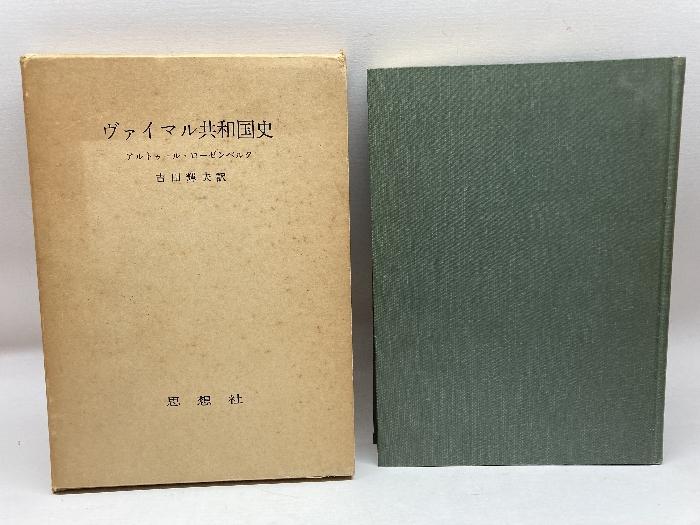 ヴァイマル共和国史
アルトゥール・ローゼンベルク
吉田輝夫訳
思想社